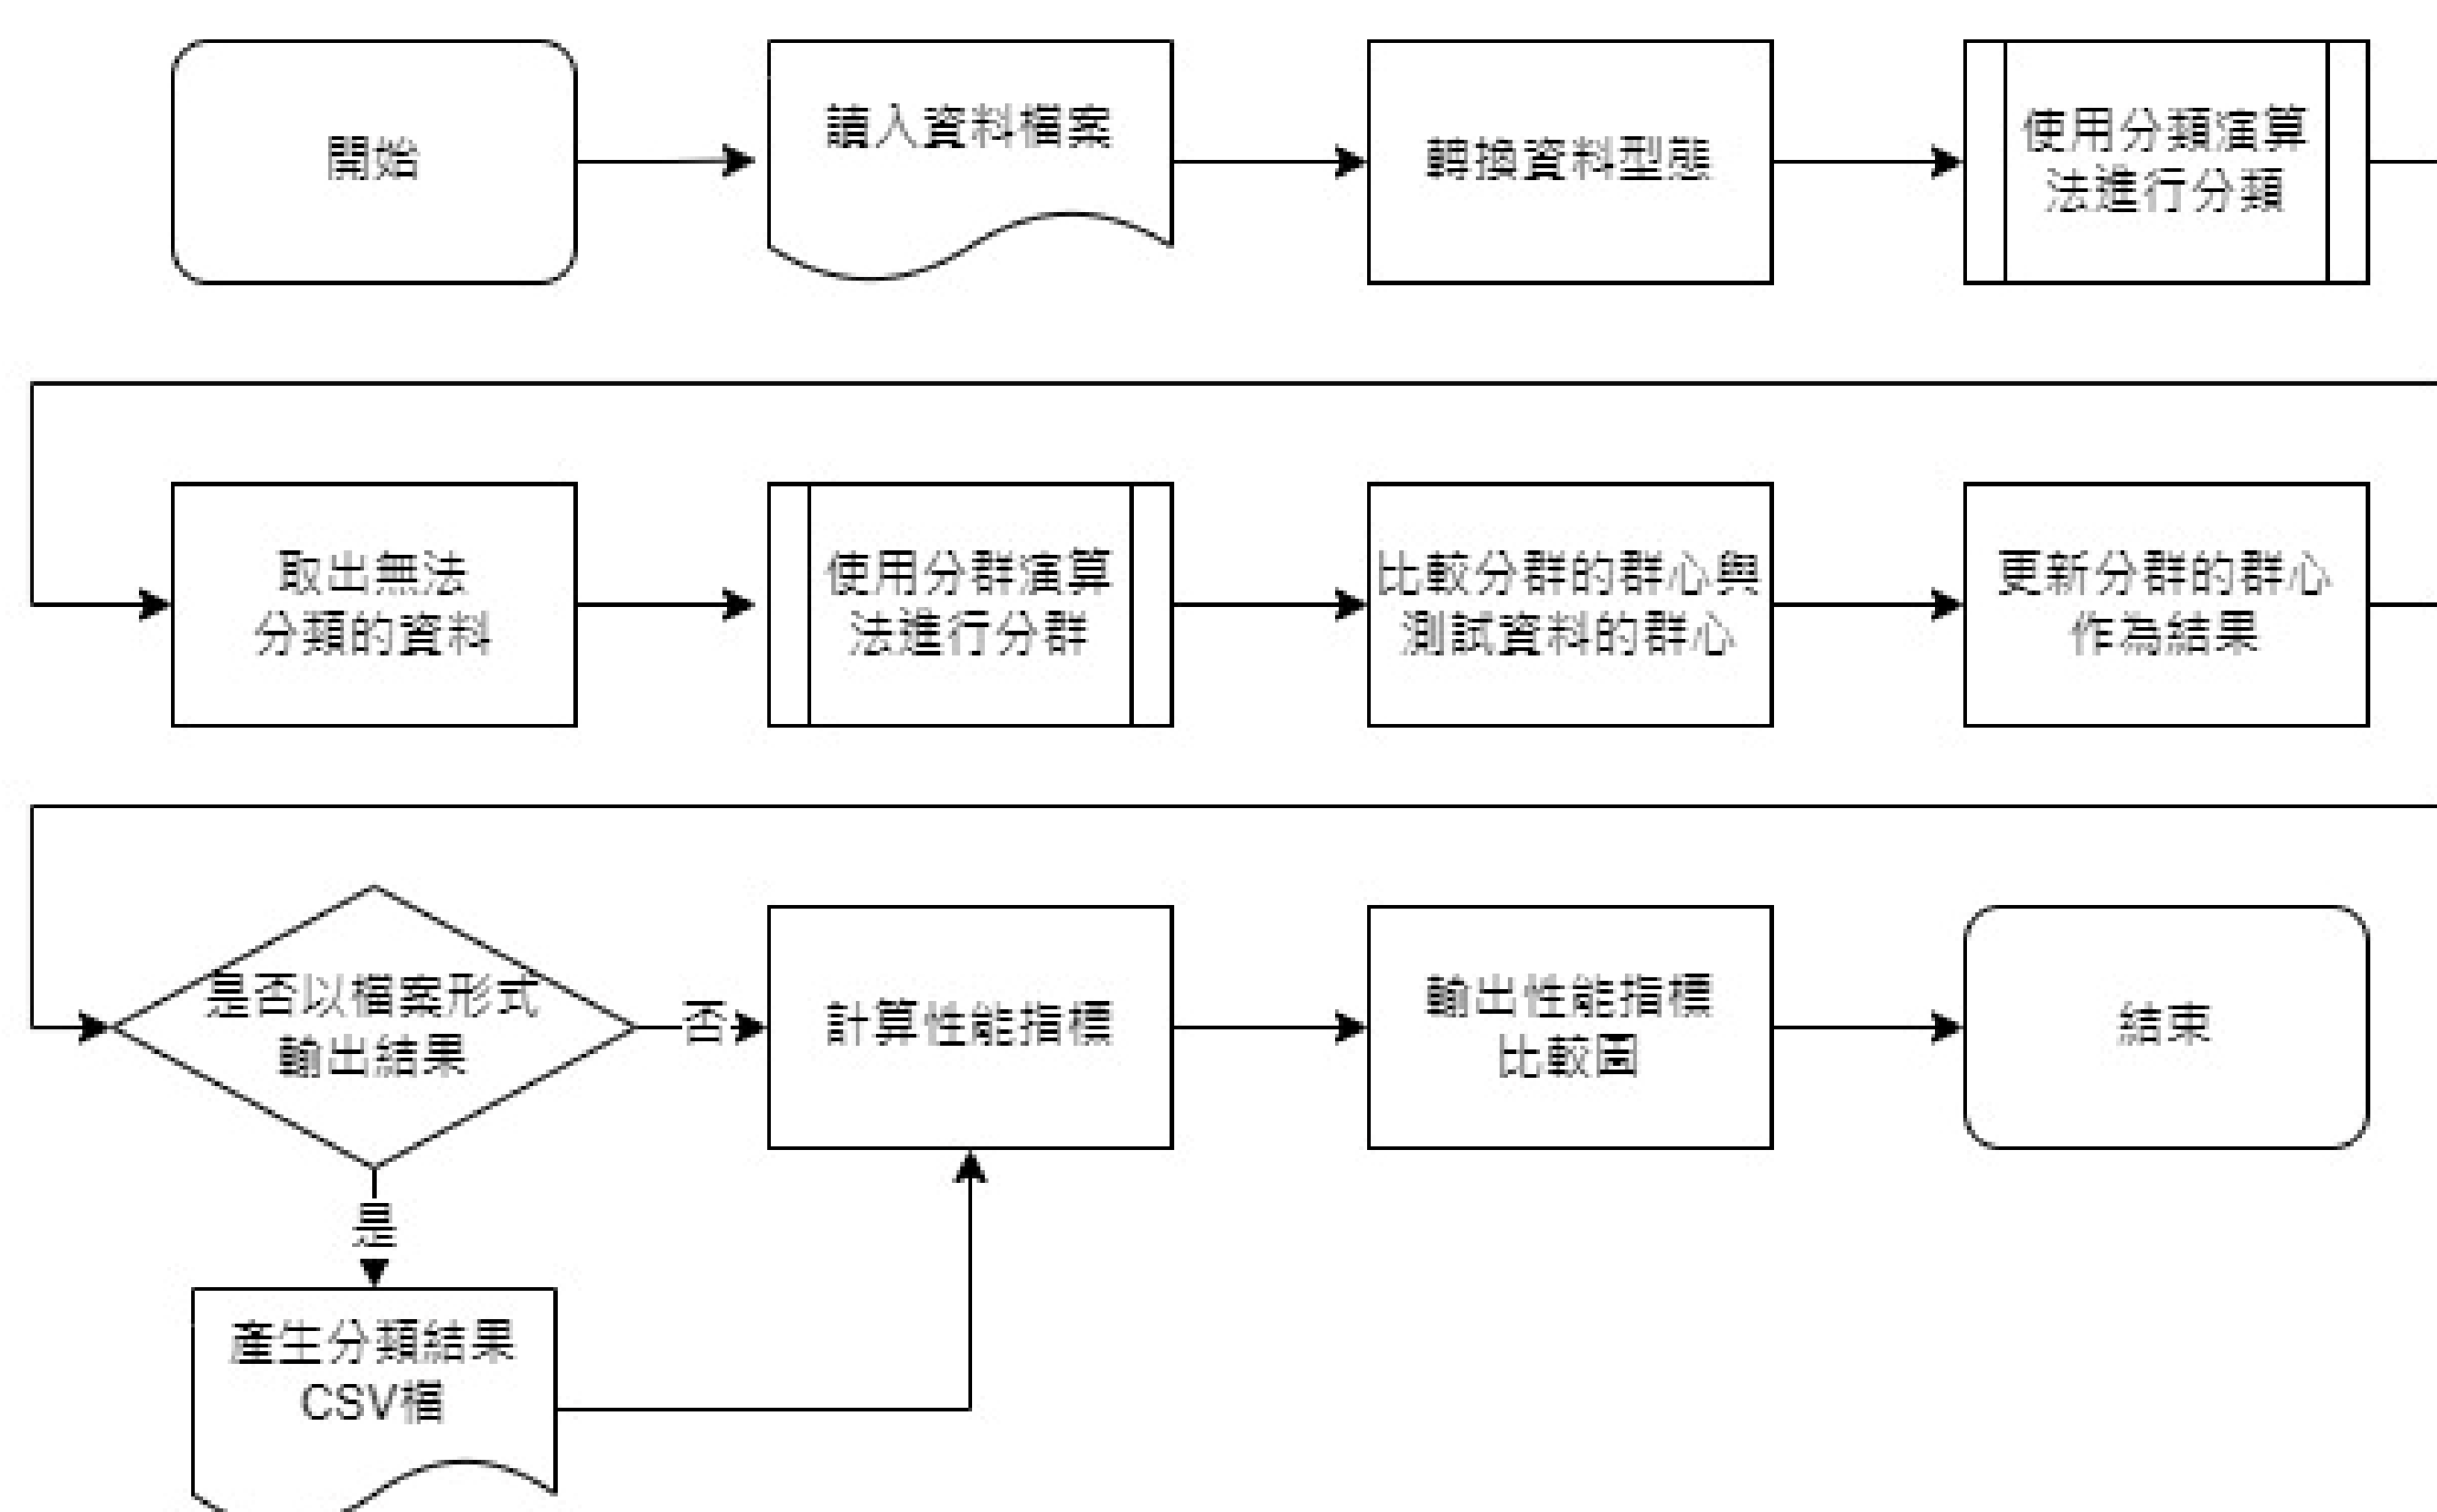 開始
讀入資料檔案
轉換資料型態
使用分類演算
法進行分類
取出無法
分類的資料
使用分群演算
法進行分群
比較分群的群心與
測試資料的群心
更新分群的群心
作為結果
是否以檔案形式
輸出結果
否
計算性能指標
輸出性能指標
比較圖
結束
是
產生分類結果
CSV檔